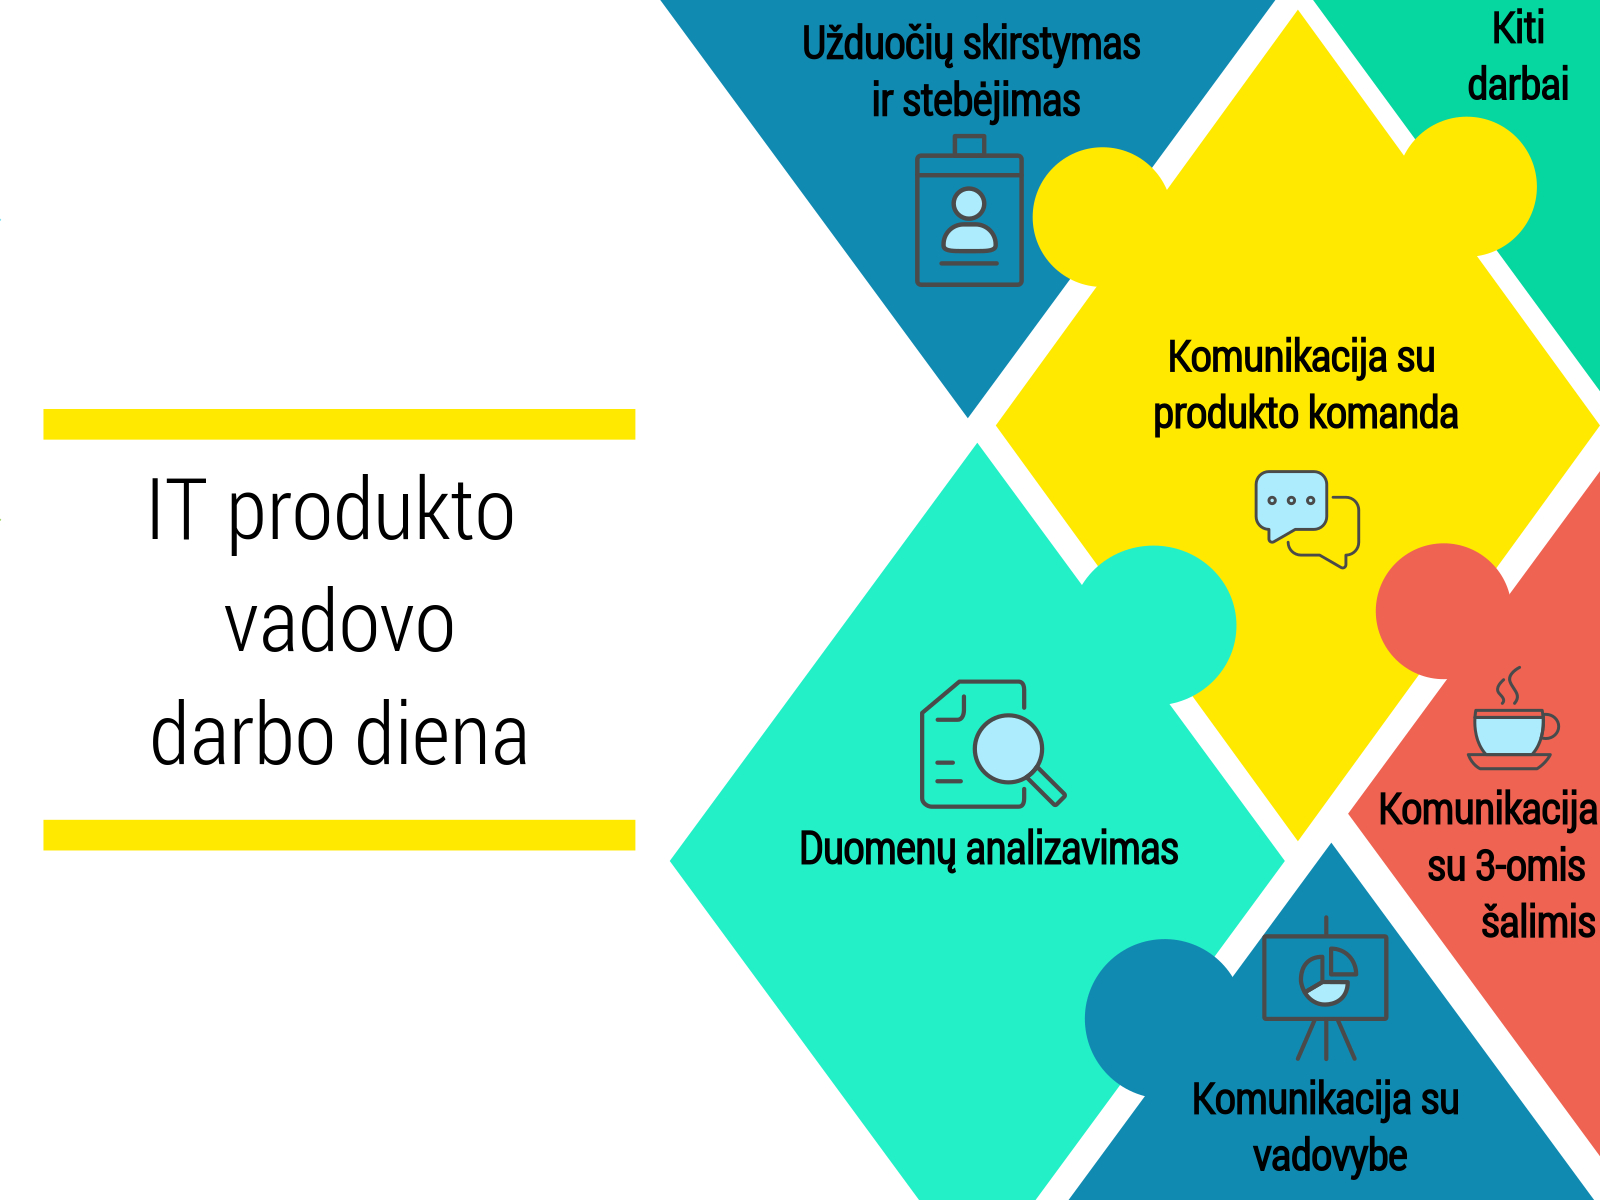 IT produkto
vadovo
darbo diena
Užduočių skirstymas
ir stebėjimas
Kiti
darbai
Komunikacija su
produkto komanda
Duomenų analizavimas
Komunikacija
su 3-omis
šalimis
Komunikacija su
vadovybe